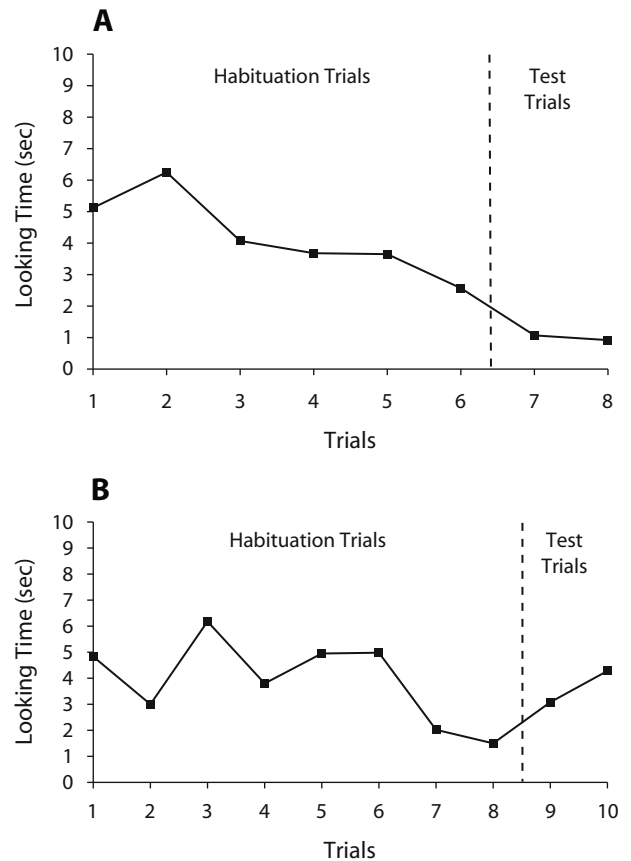 A
10
9
8
7
6
5
4
3
2
1
0
Looking Time (sec)
Habituation Trials
Test
Trials
1 2 3 4 5 6 7 8
Trials
B
10
9
8
7
6
5
4
3
2
1
0
Looking Time (sec)
Habituation Trials
Test
Trials
1 2 3 4 5 6 7 8 9 10
Trials